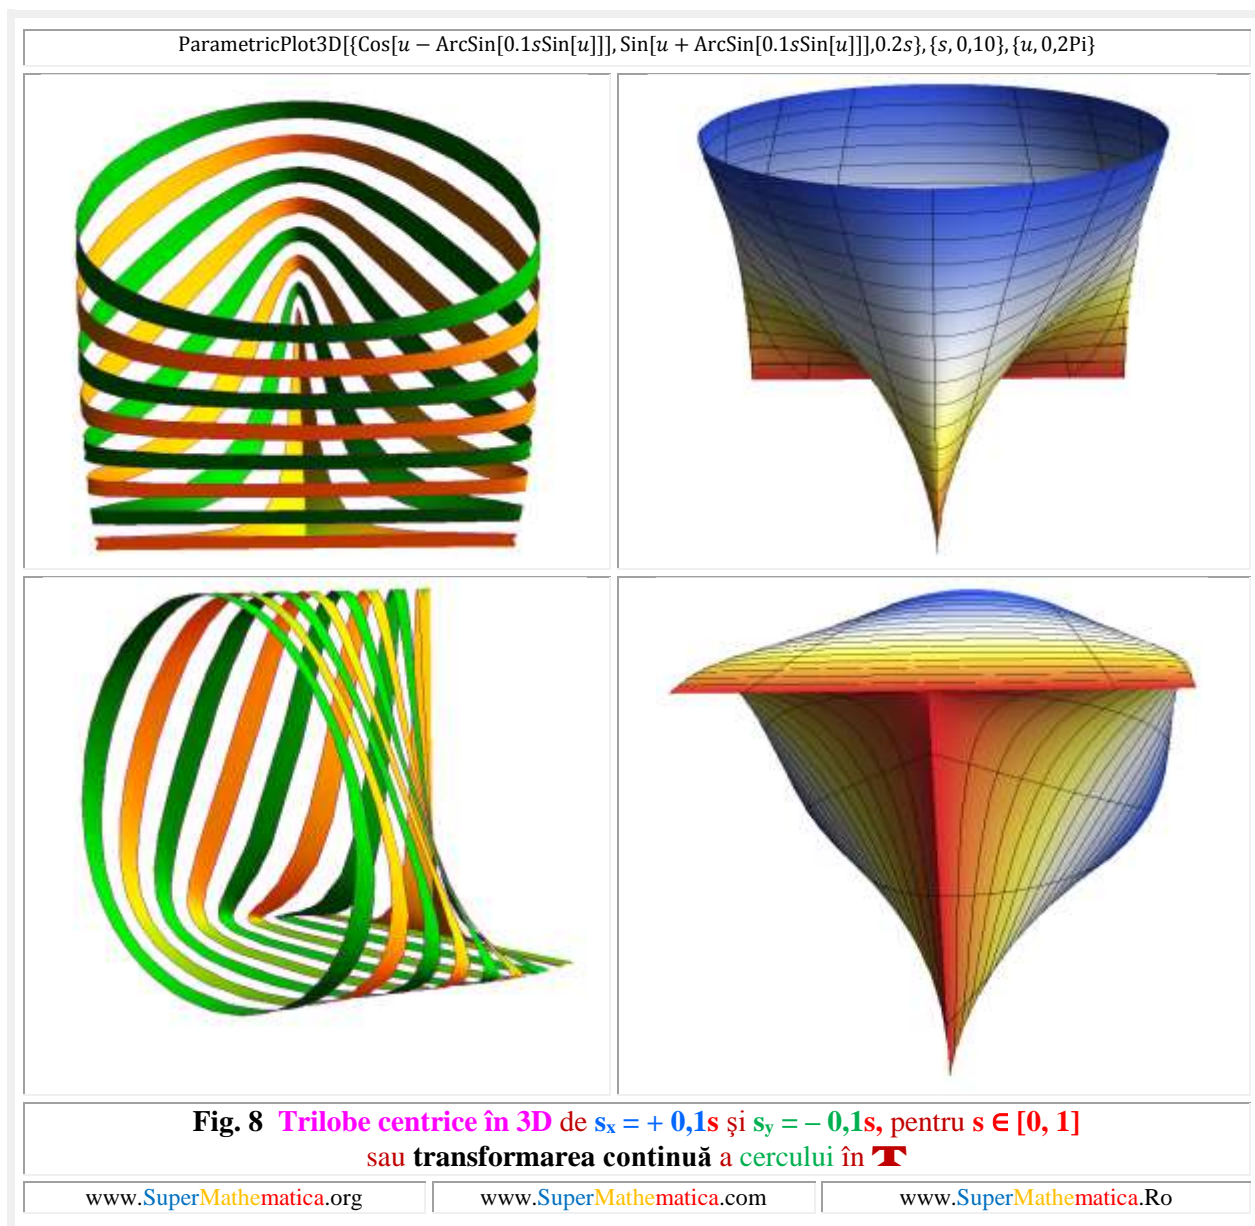 ParametricPlot3D[{Cos[u − ArcSin[0.1sSin[u]]], Sin[u + ArcSin[0.1sSin[u]]],0.2s}, {s, 0,10}, {u, 0,2Pi}
Fig. 8 Trilobe centrice în 3D de sₓ = + 0,1s şi s_y = – 0,1s, pentru s ∈ [0, 1]
sau transformarea continuă a cercului în T
www.SuperMathematica.org
www.SuperMathematica.com
www.SuperMathematica.Ro